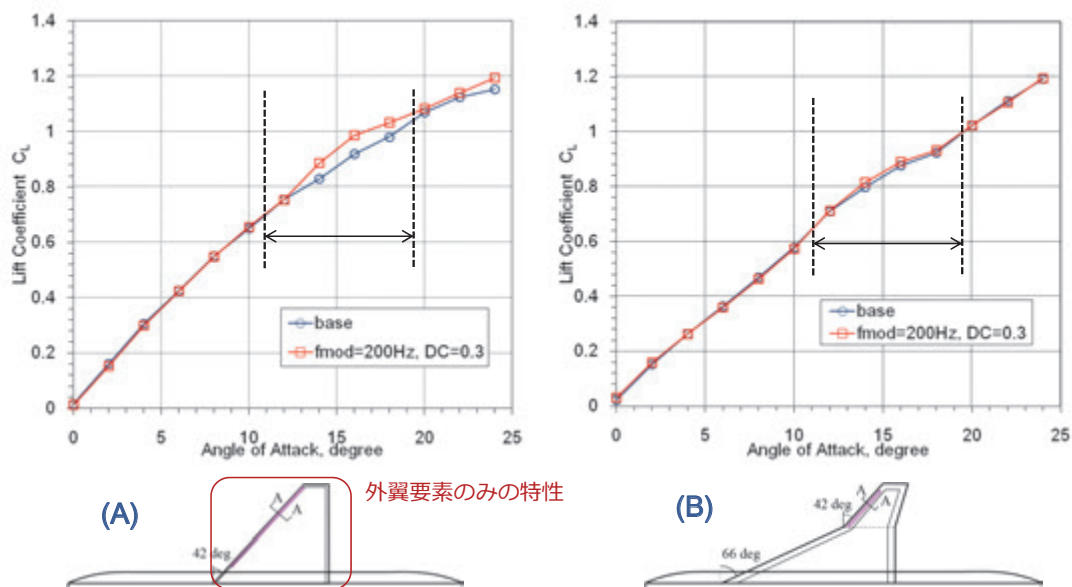 1.4
1.2
1
0.8
0.6
0.4
0.2
0
Lift Coefficient CL
0 5 10 15 20 25
Angle of Attack, degree
base
fmod=200Hz, DC=0.3
1.4
1.2
1
0.8
0.6
0.4
0.2
0
Lift Coefficient CL
0 5 10 15 20 25
Angle of Attack, degree
base
fmod=200Hz, DC=0.3
(A)
A
A
42 deg
外翼要素のみの特性
(B)
A
A
42 deg
66 deg